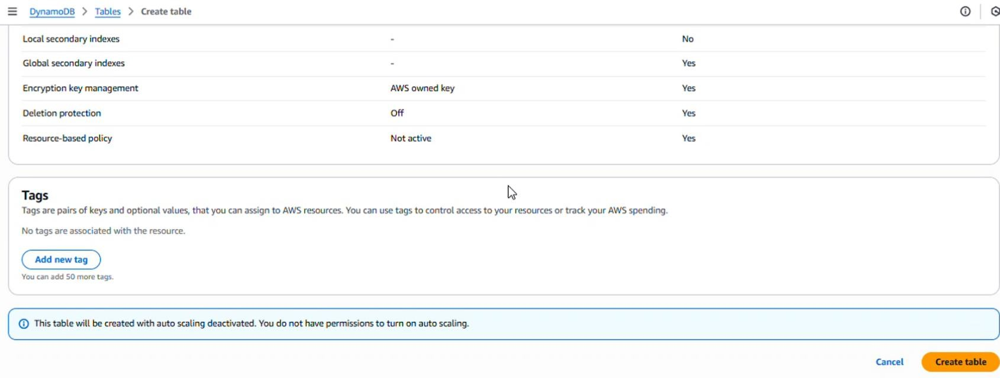 DynamoDB > Tables > Create table
Local secondary indexes - No
Global secondary indexes - Yes
Encryption key management AWS owned key Yes
Deletion protection Off Yes
Resource-based policy Not active Yes
Tags
Tags are pairs of keys and optional values, that you can assign to AWS resources. You can use tags to control access to your resources or track your AWS spending.
No tags are associated with the resource.
Add new tag
You can add 50 more tags.
This table will be created with auto scaling deactivated. You do not have permissions to turn on auto scaling.
Cancel Create table